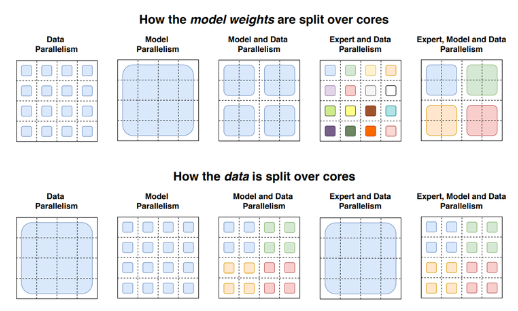 How the model weights are split over cores
Data
Parallelism
Model
Parallelism
Model and Data
Parallelism
Expert and Data
Parallelism
Expert, Model and Data
Parallelism
How the data is split over cores
Data
Parallelism
Model
Parallelism
Model and Data
Parallelism
Expert and Data
Parallelism
Expert, Model and Data
Parallelism